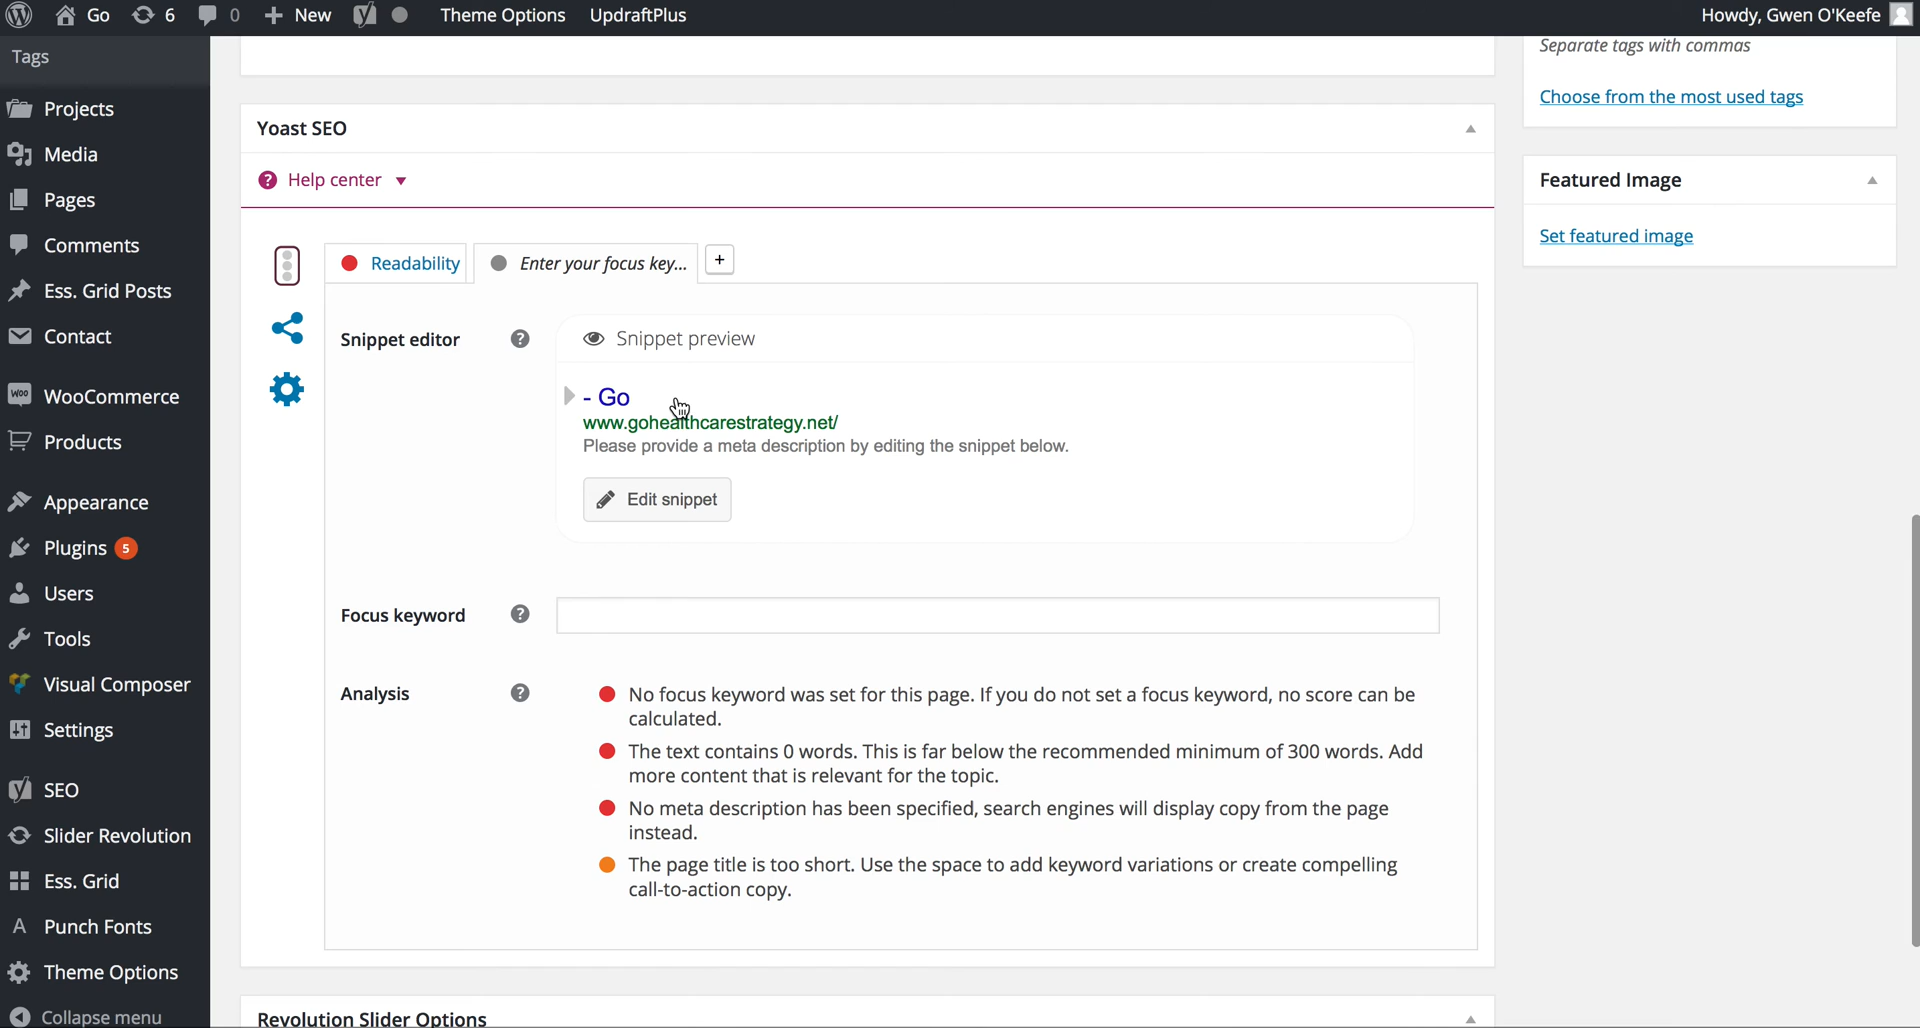 Go 6 0 New Theme Options UpdraftPlus Howdy, Gwen O'Keefe
Tags
Projects
Media
Pages
Comments
Ess. Grid Posts
Contact
WooCommerce
Products
Appearance
Plugins 5
Users
Tools
Visual Composer
Settings
SEO
Slider Revolution
Ess. Grid
Punch Fonts
Theme Options
Collapse menu
Yoast SEO
Help center
Readability Enter your focus key... +
Snippet editor ? Snippet preview
- Go
www.gohealthcarestrategy.net/
Please provide a meta description by editing the snippet below.
Edit snippet
Focus keyword ?
Analysis ?
No focus keyword was set for this page. If you do not set a focus keyword, no score can be
calculated.
The text contains 0 words. This is far below the recommended minimum of 300 words. Add
more content that is relevant for the topic.
No meta description has been specified, search engines will display copy from the page
instead.
The page title is too short. Use the space to add keyword variations or create compelling
call-to-action copy.
Revolution Slider Options
Separate tags with commas
Choose from the most used tags
Featured Image
Set featured image